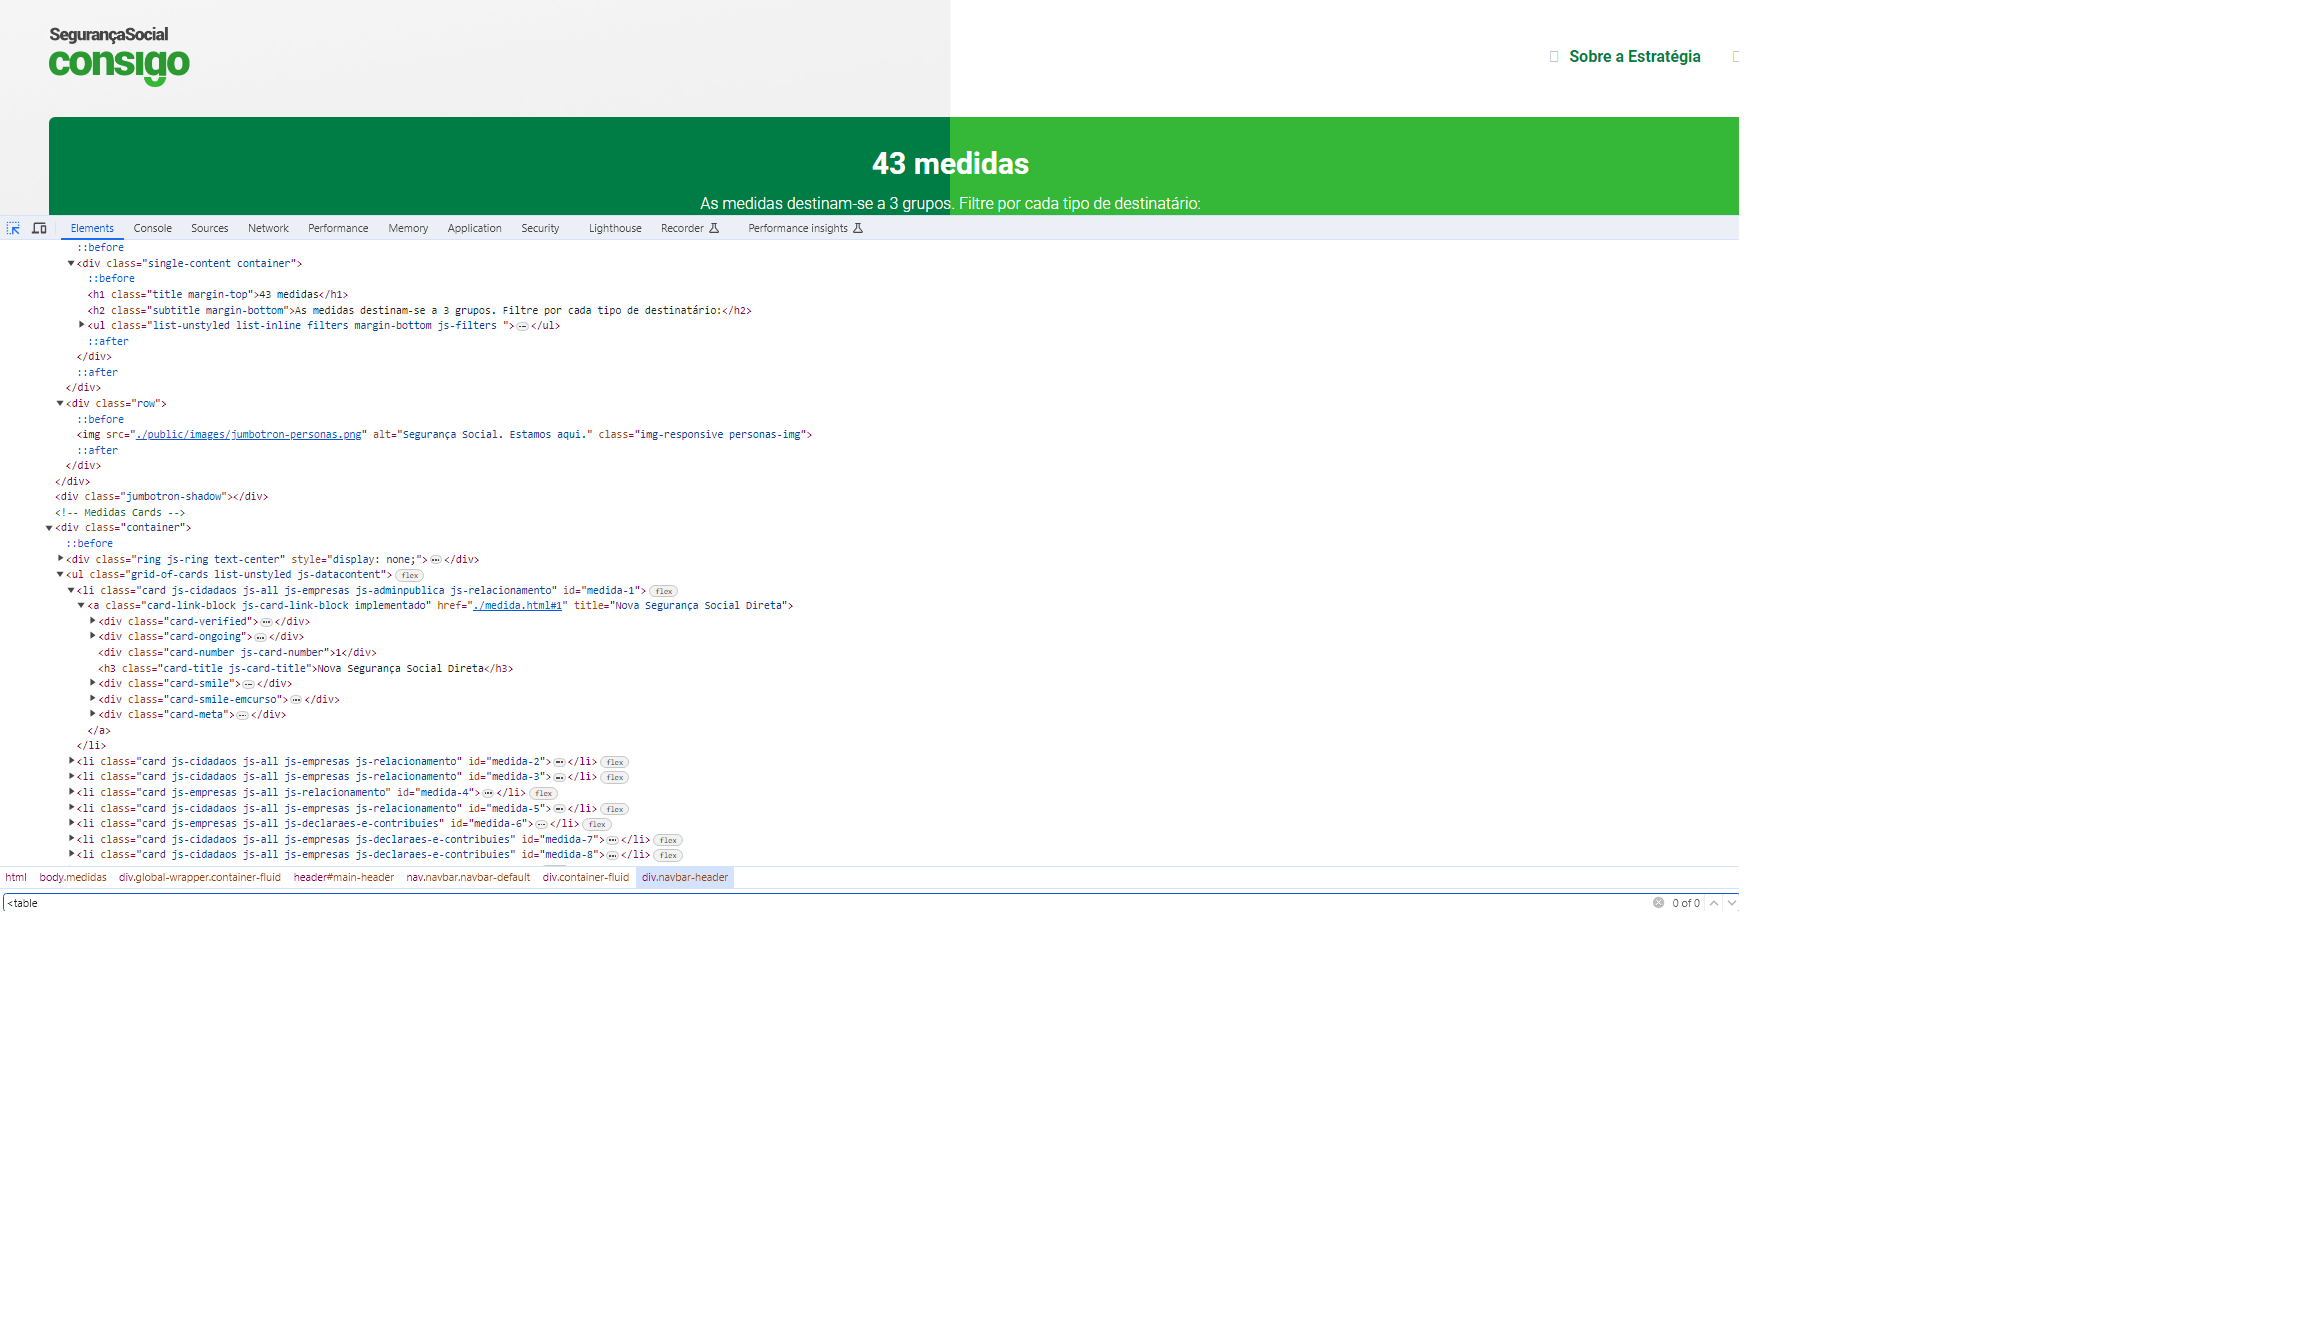 SegurançaSocial
consigo
Sobre a Estratégia
43 medidas
As medidas destinam-se a 3 grupos. Filtre por cada tipo de destinatário:
Elements Console Sources Network Performance Memory Application Security Lighthouse Recorder Performance insights
::before
<div class="single-content container">
::before
<h1 class="title margin-top">43 medidas</h1>
<h2 class="subtitle margin-bottom">As medidas destinam-se a 3 grupos. Filtre por cada tipo de destinatário:</h2>
<ul class="list-unstyled list-inline filters margin-bottom js-filters ">…</ul>
::after
</div>
::after
</div>
<div class="row">
::before
<img src="./public/images/jumbotron-personas.png" alt="Segurança Social. Estamos aqui." class="img-responsive personas-img">
::after
</div>
</div>
<div class="jumbotron-shadow"></div>
<!-- Medidas Cards -->
<div class="container">
::before
<div class="ring js-ring text-center" style="display: none;">…</div>
<ul class="grid-of-cards list-unstyled js-datacontent"> flex
<li class="card js-cidadaos js-all js-empresas js-adminpublica js-relacionamento" id="medida-1"> flex
<a class="card-link-block js-card-link-block implementado" href="./medida.html#1" title="Nova Segurança Social Direta">
<div class="card-verified">…</div>
<div class="card-ongoing">…</div>
<div class="card-number js-card-number">1</div>
<h3 class="card-title js-card-title">Nova Segurança Social Direta</h3>
<div class="card-smile">…</div>
<div class="card-smile-emcurso">…</div>
<div class="card-meta">…</div>
</a>
</li>
<li class="card js-cidadaos js-all js-empresas js-relacionamento" id="medida-2">…</li> flex
<li class="card js-cidadaos js-all js-empresas js-relacionamento" id="medida-3">…</li> flex
<li class="card js-empresas js-all js-relacionamento" id="medida-4">…</li> flex
<li class="card js-cidadaos js-all js-empresas js-relacionamento" id="medida-5">…</li> flex
<li class="card js-empresas js-all js-declaraes-e-contribuies" id="medida-6">…</li> flex
<li class="card js-cidadaos js-all js-empresas js-declaraes-e-contribuies" id="medida-7">…</li> flex
<li class="card js-cidadaos js-all js-empresas js-declaraes-e-contribuies" id="medida-8">…</li> flex
html body.medidas div.global-wrapper.container-fluid header#main-header nav.navbar.navbar-default div.container-fluid div.navbar-header
<table 0 of 0